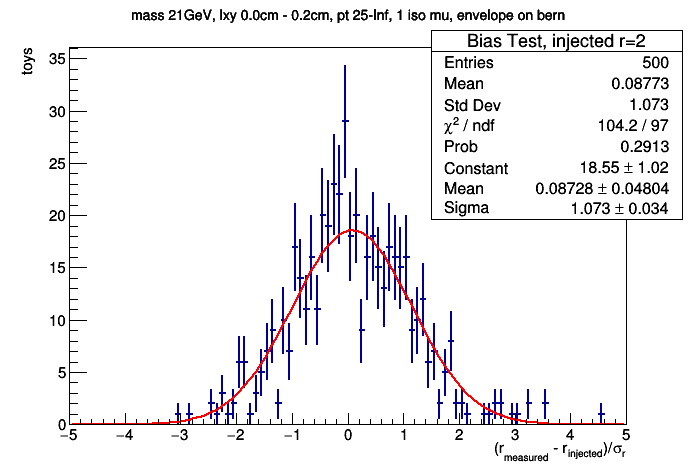 mass 21GeV, lxy 0.0cm - 0.2cm, pt 25-Inf, 1 iso mu, envelope on bern
toys
Bias Test, injected r=2
Entries 500
Mean 0.08773
Std Dev 1.073
χ² / ndf 104.2 / 97
Prob 0.2913
Constant 18.55 ± 1.02
Mean 0.08728 ± 0.04804
Sigma 1.073 ± 0.034
35
30
25
20
15
10
5
0
−5 −4 −3 −2 −1 0 1 2 3 4 5
(r_measured - r_injected)/σ_r